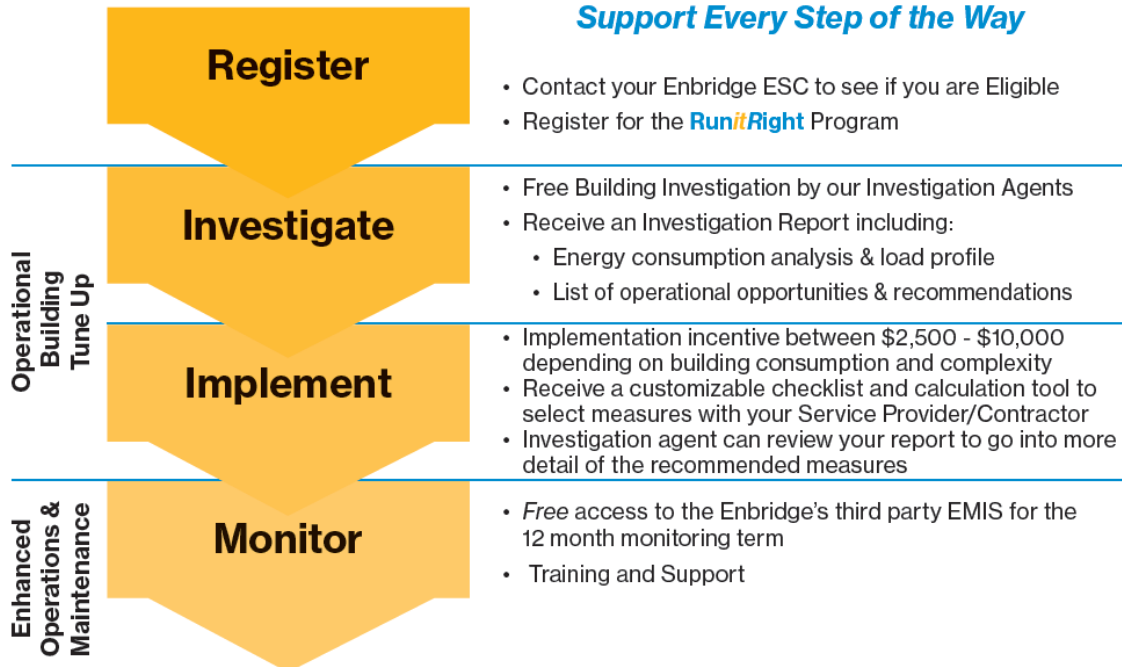 Support Every Step of the Way
Register
• Contact your Enbridge ESC to see if you are Eligible
• Register for the RunitRight Program
Operational
Building
Tune Up
Investigate
• Free Building Investigation by our Investigation Agents
• Receive an Investigation Report including:
• Energy consumption analysis & load profile
• List of operational opportunities & recommendations
Implement
• Implementation incentive between $2,500 - $10,000
depending on building consumption and complexity
• Receive a customizable checklist and calculation tool to
select measures with your Service Provider/Contractor
• Investigation agent can review your report to go into more
detail of the recommended measures
Enhanced
Operations &
Maintenance
Monitor
• Free access to the Enbridge's third party EMIS for the
12 month monitoring term
• Training and Support